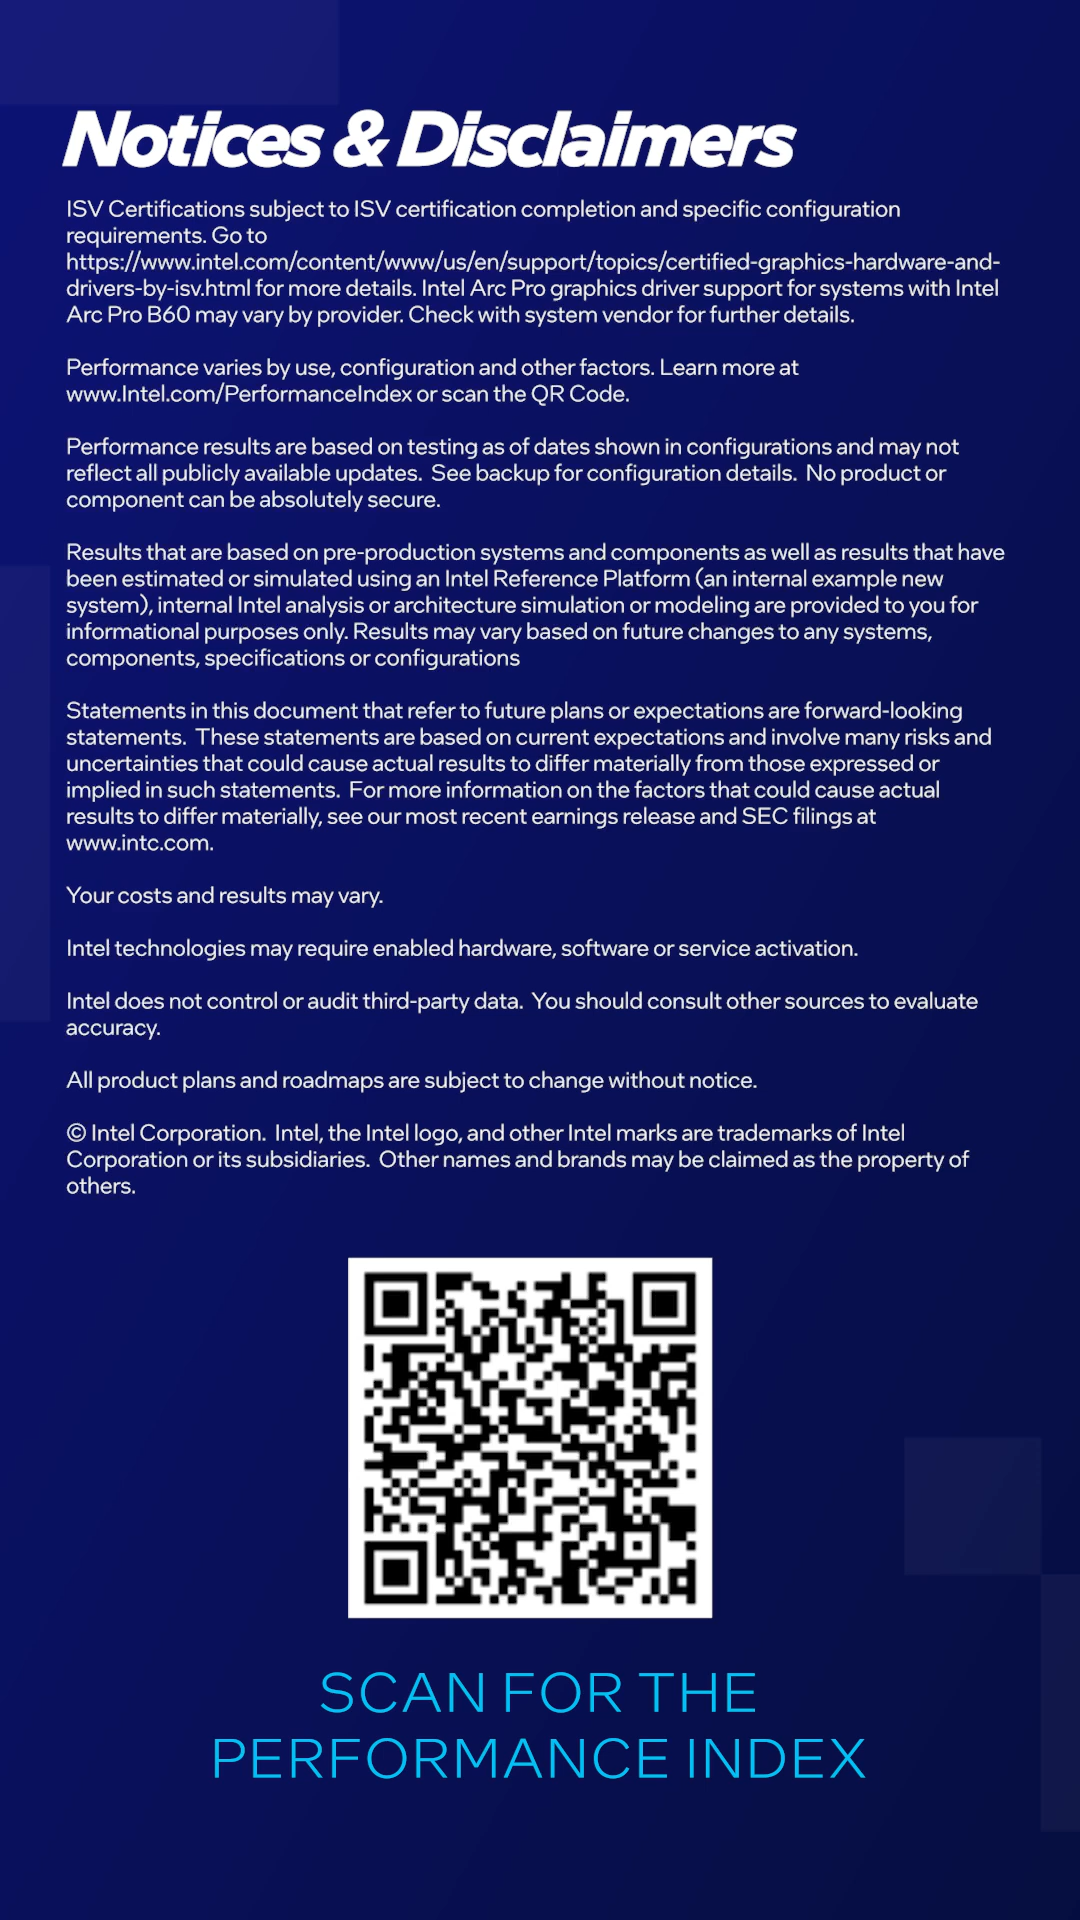 Notices & Disclaimers
ISV Certifications subject to ISV certification completion and specific configuration
requirements. Go to
https://www.intel.com/content/www/us/en/support/topics/certified-graphics-hardware-and-
drivers-by-isv.html for more details. Intel Arc Pro graphics driver support for systems with Intel
Arc Pro B60 may vary by provider. Check with system vendor for further details.
Performance varies by use, configuration and other factors. Learn more at
www.Intel.com/PerformanceIndex or scan the QR Code.
Performance results are based on testing as of dates shown in configurations and may not
reflect all publicly available updates.  See backup for configuration details.  No product or
component can be absolutely secure.
Results that are based on pre-production systems and components as well as results that have
been estimated or simulated using an Intel Reference Platform (an internal example new
system), internal Intel analysis or architecture simulation or modeling are provided to you for
informational purposes only. Results may vary based on future changes to any systems,
components, specifications or configurations
Statements in this document that refer to future plans or expectations are forward-looking
statements.  These statements are based on current expectations and involve many risks and
uncertainties that could cause actual results to differ materially from those expressed or
implied in such statements.  For more information on the factors that could cause actual
results to differ materially, see our most recent earnings release and SEC filings at
www.intc.com.
Your costs and results may vary.
Intel technologies may require enabled hardware, software or service activation.
Intel does not control or audit third-party data.  You should consult other sources to evaluate
accuracy.
All product plans and roadmaps are subject to change without notice.
© Intel Corporation.  Intel, the Intel logo, and other Intel marks are trademarks of Intel
Corporation or its subsidiaries.  Other names and brands may be claimed as the property of
others.
SCAN FOR THE
PERFORMANCE INDEX